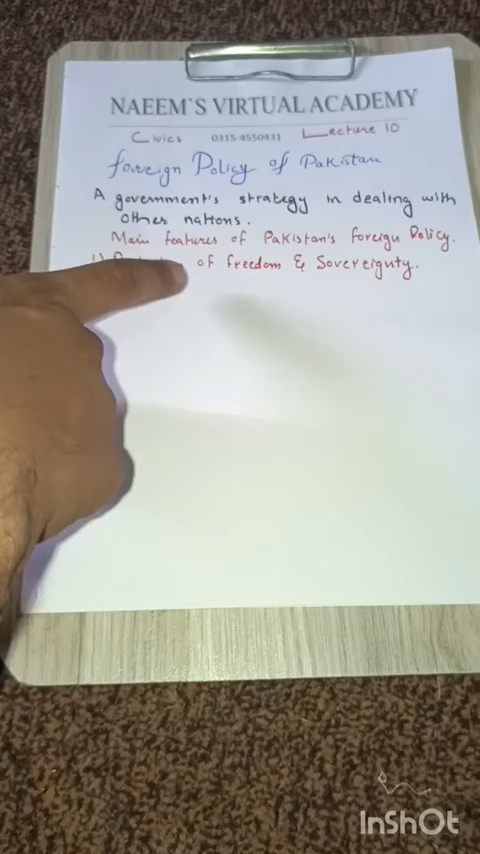 NAEEM`S VIRTUAL ACADEMY
Civics 0315-4550431 Lecture 10
Foreign Policy of Pakistan
A government's strategy in dealing with
other nations.
Main features of Pakistan's foreign Policy.
1) of freedom & Sovereignty.
InShOt